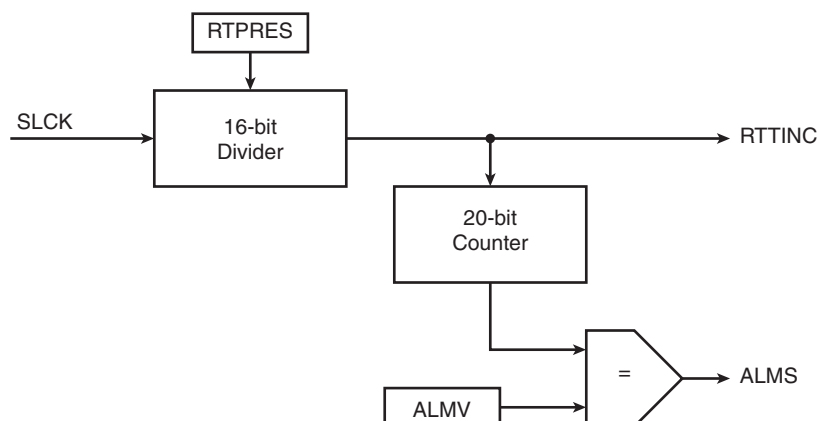 RTPRES
SLCK
16-bit
Divider
RTTINC
20-bit
Counter
=
ALMS
ALMV